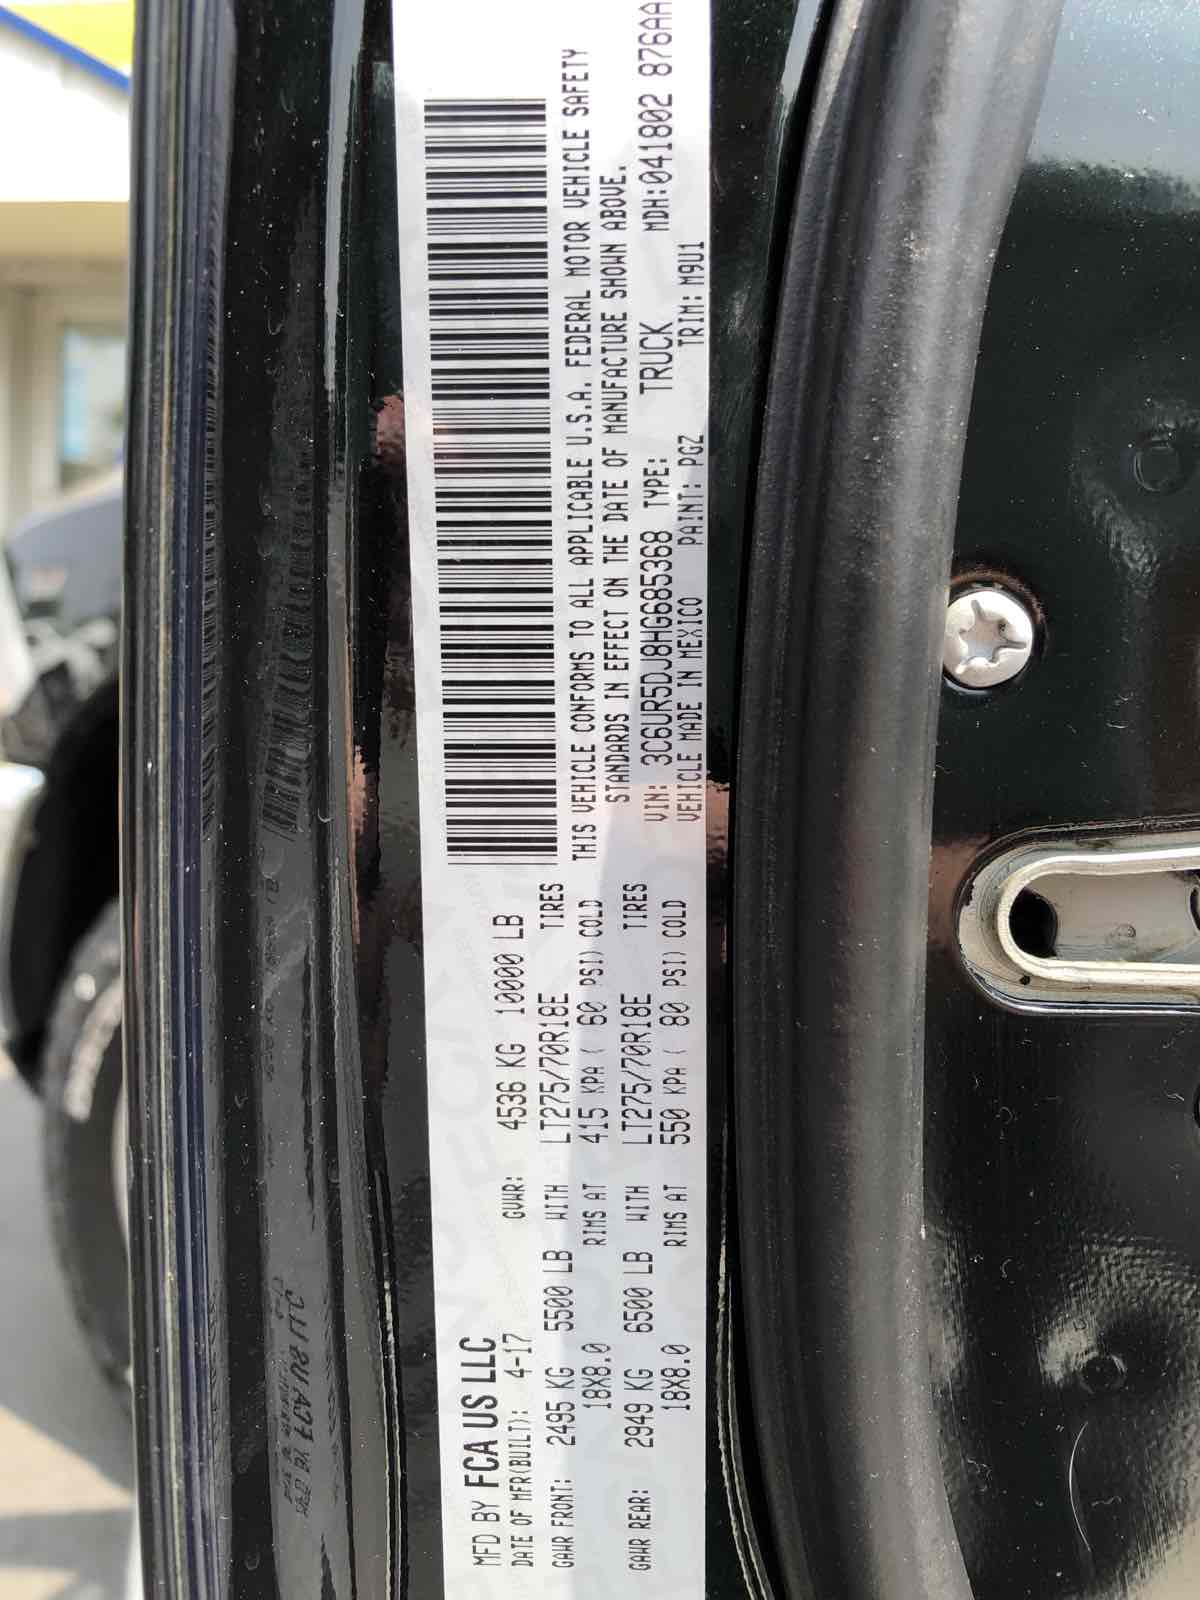 MFD BY FCA US LLC
DATE OF MFR(BUILT): 4-17 GVWR: 4536 KG 10000 LB
GAWR FRONT: 2495 KG 5500 LB WITH LT275/70R18E TIRES
18X8.0 RIMS AT 415 KPA ( 60 PSI) COLD
GAWR REAR: 2949 KG 6500 LB WITH LT275/70R18E TIRES
18X8.0 RIMS AT 550 KPA ( 80 PSI) COLD
THIS VEHICLE CONFORMS TO ALL APPLICABLE U.S.A. FEDERAL MOTOR VEHICLE SAFETY
STANDARDS IN EFFECT ON THE DATE OF MANUFACTURE SHOWN ABOVE.
VIN: 3C6UR5DJ8HG685368 TYPE: TRUCK MDH:041802 876AA
VEHICLE MADE IN MEXICO PAINT: PGZ TRIM: M9U1